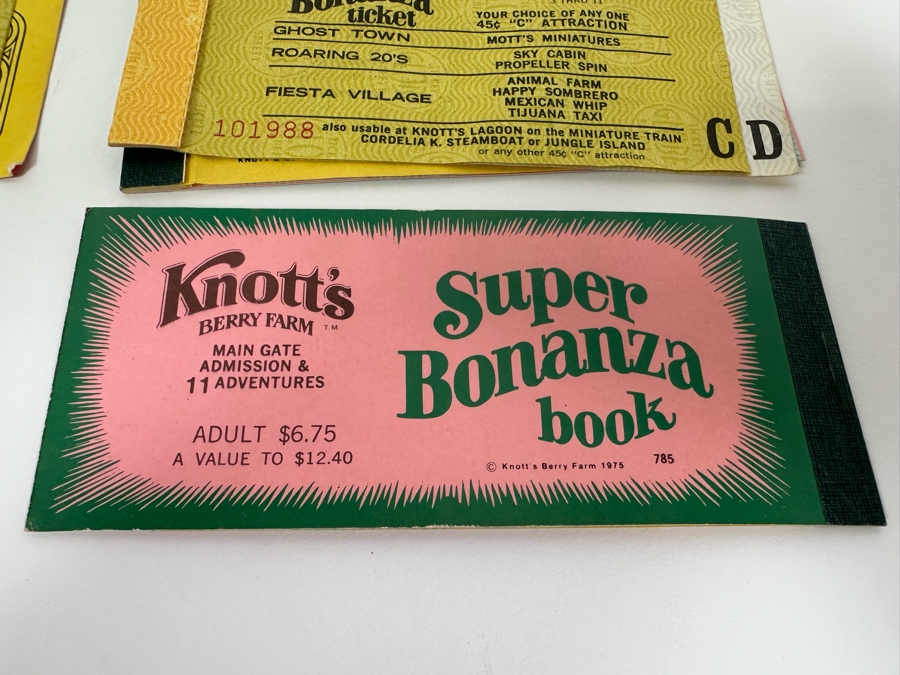 Bonanza
ticket
YOUR CHOICE OF ANY ONE
45¢ "C" ATTRACTION
GHOST TOWN
MOTT'S MINIATURES
ROARING 20'S
SKY CABIN
PROPELLER SPIN
FIESTA VILLAGE
ANIMAL FARM
HAPPY SOMBRERO
MEXICAN WHIP
TIJUANA TAXI
101988 also usable at KNOTT'S LAGOON on the MINIATURE TRAIN
CORDELIA K. STEAMBOAT or JUNGLE ISLAND
or any other 45¢ "C" attraction
C D
Knott's
BERRY FARM T.M.
MAIN GATE
ADMISSION &
11 ADVENTURES
ADULT $6.75
A VALUE TO $12.40
Super
Bonanza
book
© Knott's Berry Farm 1975 785